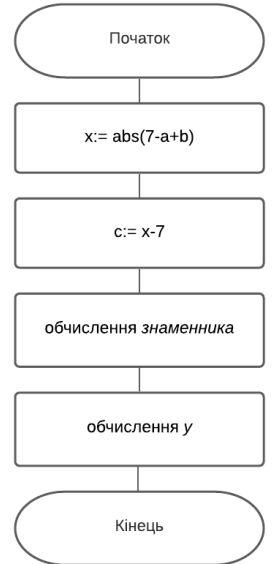 Початок
x:= abs(7-a+b)
c:= x-7
обчислення знаменника
обчислення y
Кінець